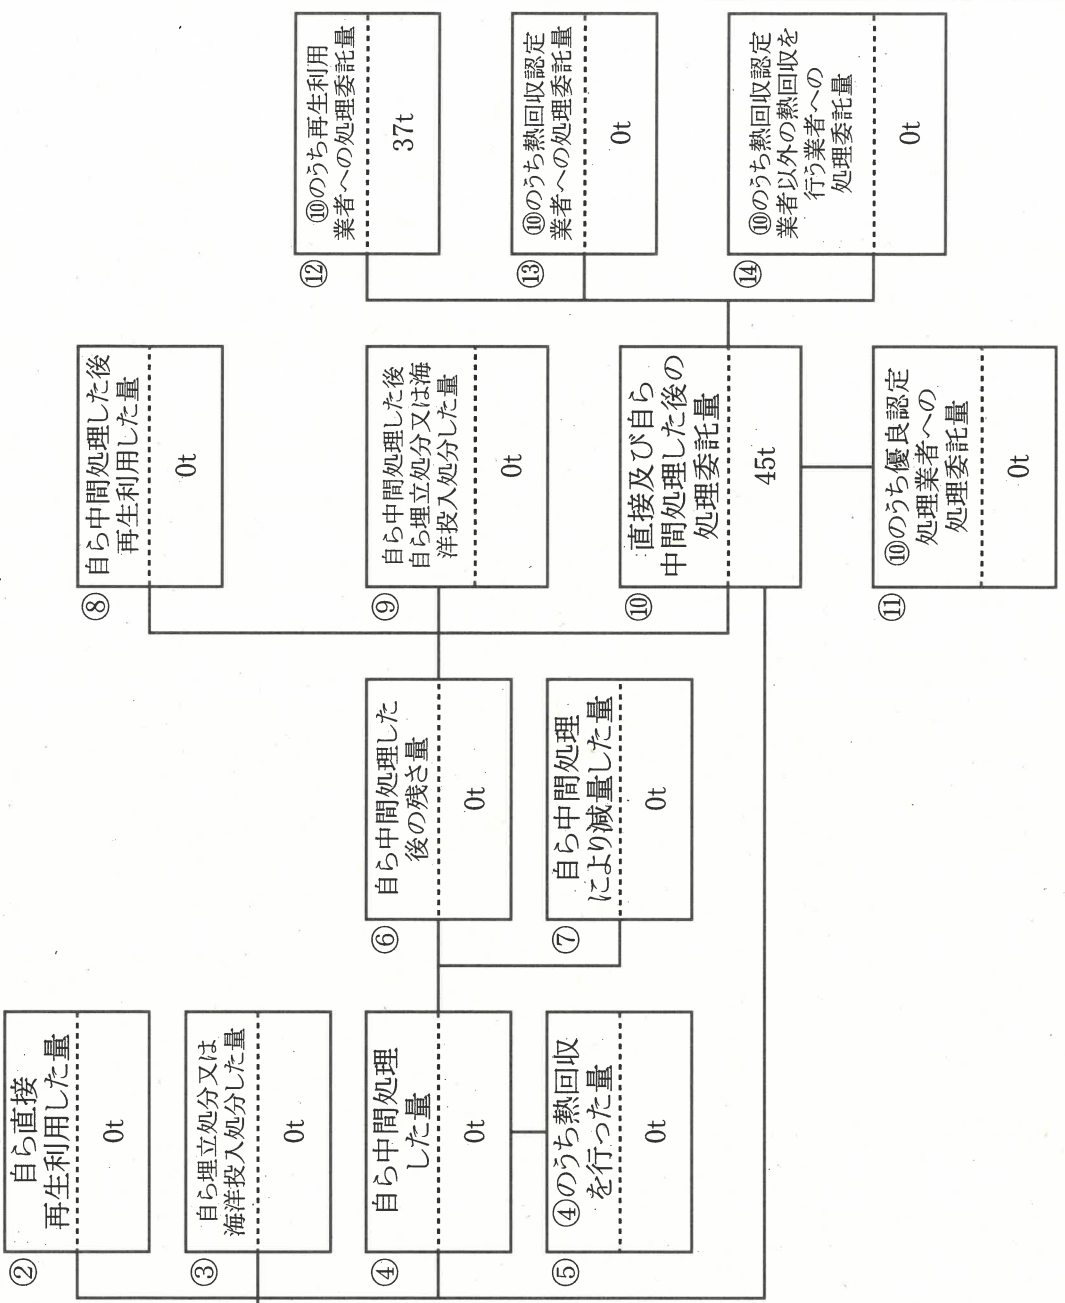 ②
自ら直接
再生利用した量
0t
③
自ら埋立処分又は
海洋投入処分した量
0t
④
自ら中間処理
した量
0t
⑤
④のうち熱回収
を行った量
0t
⑥
自ら中間処理した
後の残さ量
0t
⑦
自ら中間処理
により減量した量
0t
⑧
自ら中間処理した後
再生利用した量
0t
⑨
自ら中間処理した後
自ら埋立処分又は海
洋投入処分した量
0t
⑩
直接及び自ら
中間処理した後の
処理委託量
45t
⑪
⑩のうち優良認定
処理業者への
処理委託量
0t
⑫
⑩のうち再生利用
業者への処理委託量
37t
⑬
⑩のうち熱回収認定
業者への処理委託量
0t
⑭
⑩のうち熱回収認定
業者以外の熱回収を
行う業者への
処理委託量
0t